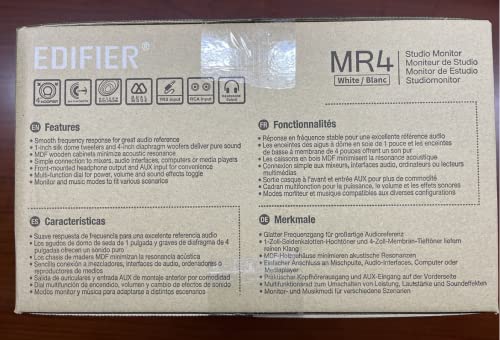 EDIFIER®
MR4
White / Blanc
Studio Monitor
Moniteur de Studio
Monitor de Estudio
Studiomonitor
TRS input
RCA input
EN Features
• Smooth frequency response for great audio reference
• 1-inch silk dome tweeters and 4-inch diaphragm woofers deliver pure sound
• MDF wooden cabinets minimize acoustic resonance
• Simple connection to mixers, audio interfaces, computers or media players
• Front-mounted headphone output and AUX input for convenience
• Multi-function dial for power, volume and sound effects toggle
• Monitor and music modes to fit various scenarios
FR Fonctionnalités
• Réponse en fréquence stable pour une excellente référence audio
• Les enceintes des aigus à dôme en soie de 1 pouce et les enceintes
de basse à membrane de 4 pouces offrent un son pur
• Les caissons en bois MDF minimisent la résonance acoustique
• Connexion simple aux mixers, interfaces audio, ordinateurs ou lecteurs
multimédias
• Sortie casque à l'avant et entrée AUX pour plus de commodité
• Cadran multifonction pour la puissance, le volume et les effets sonores
• Modes moniteur et musique compatibles aux diverses configurations
ES Características
• Suave respuesta de frecuencia para una excelente referencia audio
• Los agudos de domo de seda de 1 pulgada y graves de diafragma de 4
pulgadas ofrecen un sonido puro
• Los chasis de madera MDF minimizan la resonancia acústica
• Sencilla conexión a mezcladores, interfaces de audio, ordenadores o
reproductores de medios
• Salida de auriculares y entrada AUX de montaje anterior por comodidad
• Dial multifunción de encendido, volumen y cambio de efectos de sonido
• Modos monitor y música para adaptarse a distintos escenarios
DE Merkmale
• Glatter Frequenzgang für großartige Audioreferenz
• 1-Zoll-Seidenkalotten-Hochtöner und 4-Zoll-Membran-Tieftöner liefern
reinen Klang
• MDF-Holzgehäuse minimieren akustische Resonanzen
• Einfacher Anschluss an Mischpulte, Audio-Interfaces, Computer oder
Mediaplayer
• Praktischer Kopfhörerausgang und AUX-Eingang auf der Vorderseite
• Multifunktionsrad zum Umschalten von Leistung, Lautstärke und Soundeffekten
• Monitor- und Musikmodi für verschiedene Szenarien